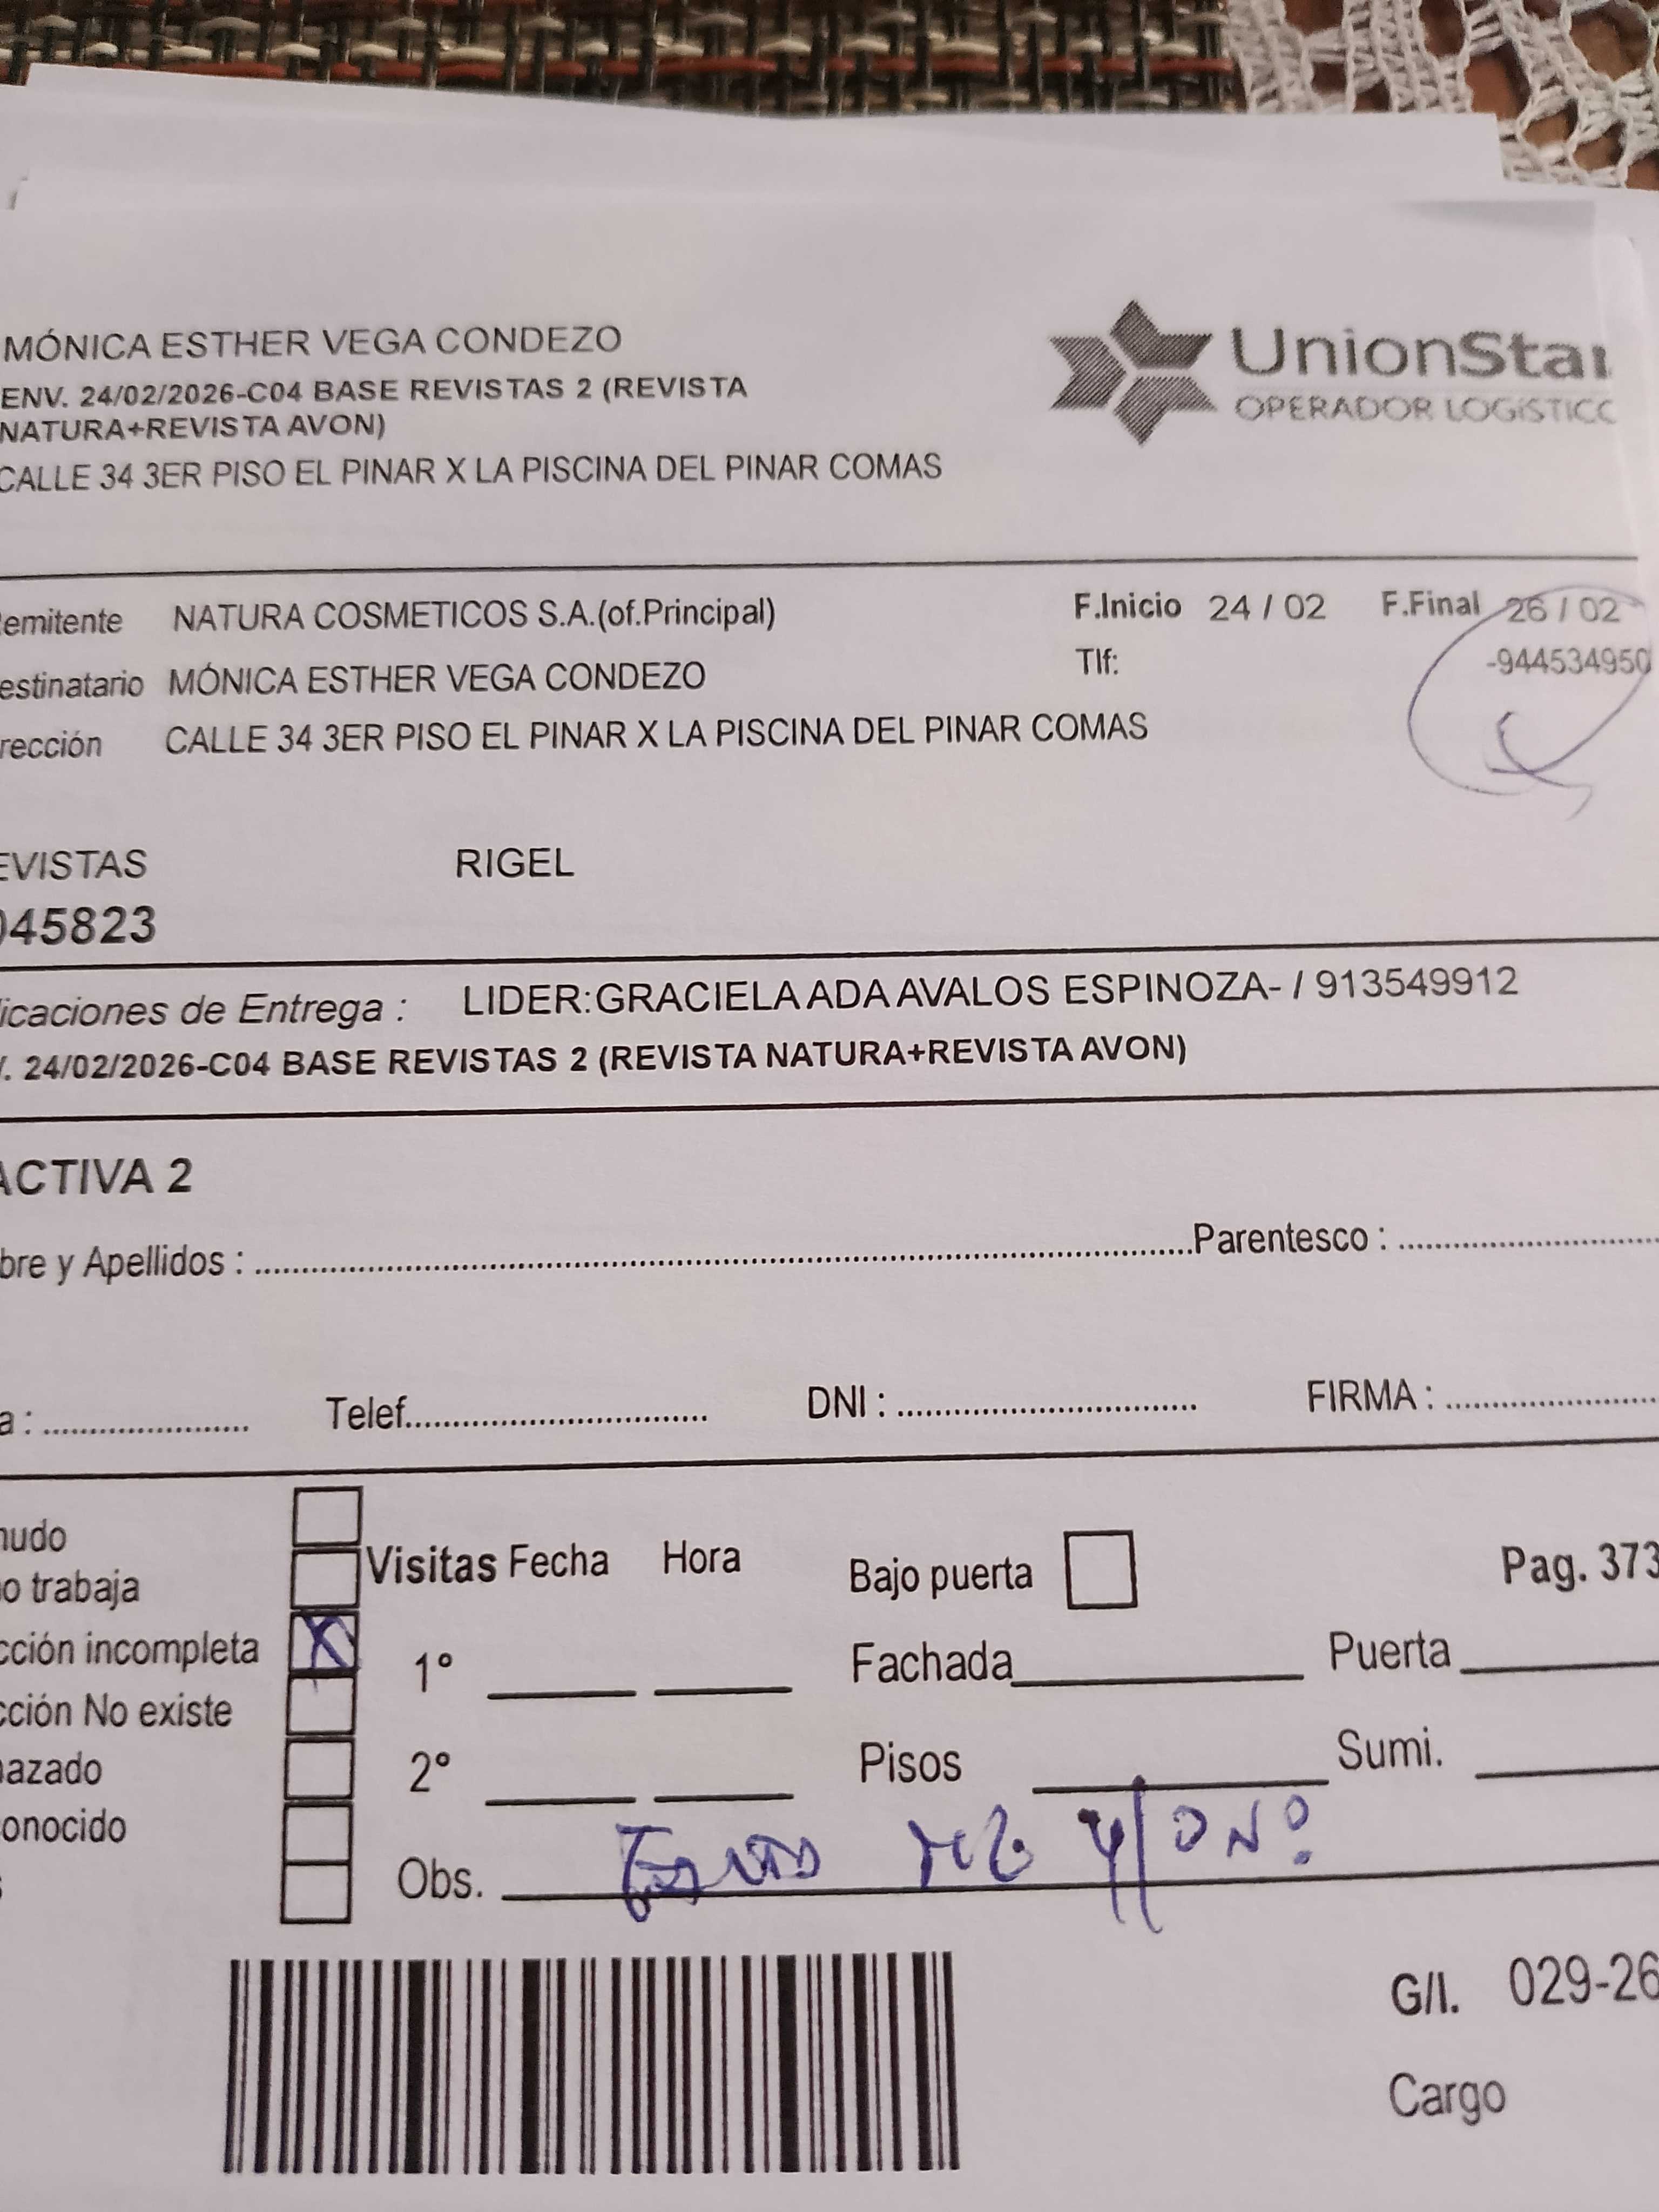 MÓNICA ESTHER VEGA CONDEZO
ENV. 24/02/2026-C04 BASE REVISTAS 2 (REVISTA
NATURA+REVISTA AVON)
CALLE 34 3ER PISO EL PINAR X LA PISCINA DEL PINAR COMAS
UnionStar
OPERADOR LOGÍSTICO
emitente NATURA COSMETICOS S.A.(of.Principal) F.Inicio 24 / 02 F.Final 26 / 02
estinatario MÓNICA ESTHER VEGA CONDEZO Tlf: -944534950
rección CALLE 34 3ER PISO EL PINAR X LA PISCINA DEL PINAR COMAS
EVISTAS RIGEL
045823
icaciones de Entrega : LIDER:GRACIELA ADA AVALOS ESPINOZA- / 913549912
. 24/02/2026-C04 BASE REVISTAS 2 (REVISTA NATURA+REVISTA AVON)
ACTIVA 2
bre y Apellidos : Parentesco :
a : Telef. DNI : FIRMA :
nudo
o trabaja Visitas Fecha Hora Bajo puerta Pag. 373
cción incompleta X 1° Fachada Puerta
cción No existe
azado 2° Pisos Sumi.
onocido
Obs.
G/I. 029-26
Cargo